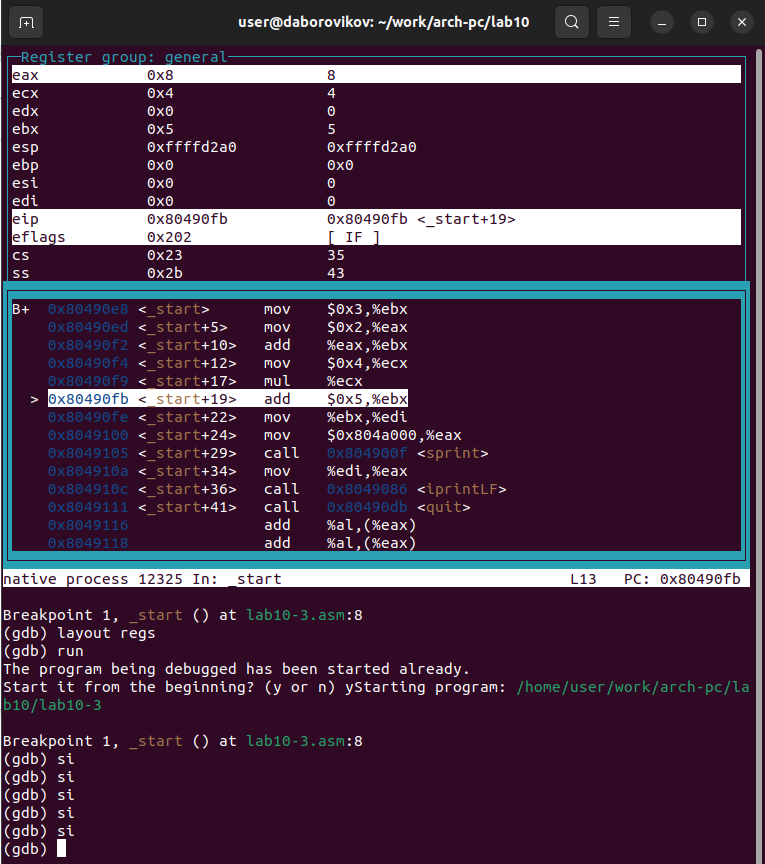 user@daborovikov: ~/work/arch-pc/lab10
Register group: general
eax 0x8 8
ecx 0x4 4
edx 0x0 0
ebx 0x5 5
esp 0xffffd2a0 0xffffd2a0
ebp 0x0 0x0
esi 0x0 0
edi 0x0 0
eip 0x80490fb 0x80490fb <_start+19>
eflags 0x202 [ IF ]
cs 0x23 35
ss 0x2b 43
B+ 0x80490e8 <_start> mov $0x3,%ebx
0x80490ed <_start+5> mov $0x2,%eax
0x80490f2 <_start+10> add %eax,%ebx
0x80490f4 <_start+12> mov $0x4,%ecx
0x80490f9 <_start+17> mul %ecx
> 0x80490fb <_start+19> add $0x5,%ebx
0x80490fe <_start+22> mov %ebx,%edi
0x8049100 <_start+24> mov $0x804a000,%eax
0x8049105 <_start+29> call 0x804900f <sprint>
0x804910a <_start+34> mov %edi,%eax
0x804910c <_start+36> call 0x8049086 <iprintLF>
0x8049111 <_start+41> call 0x80490db <quit>
0x8049116 add %al,(%eax)
0x8049118 add %al,(%eax)
native process 12325 In: _start L13 PC: 0x80490fb
Breakpoint 1, _start () at lab10-3.asm:8
(gdb) layout regs
(gdb) run
The program being debugged has been started already.
Start it from the beginning? (y or n) yStarting program: /home/user/work/arch-pc/la
b10/lab10-3
Breakpoint 1, _start () at lab10-3.asm:8
(gdb) si
(gdb) si
(gdb) si
(gdb) si
(gdb) si
(gdb)